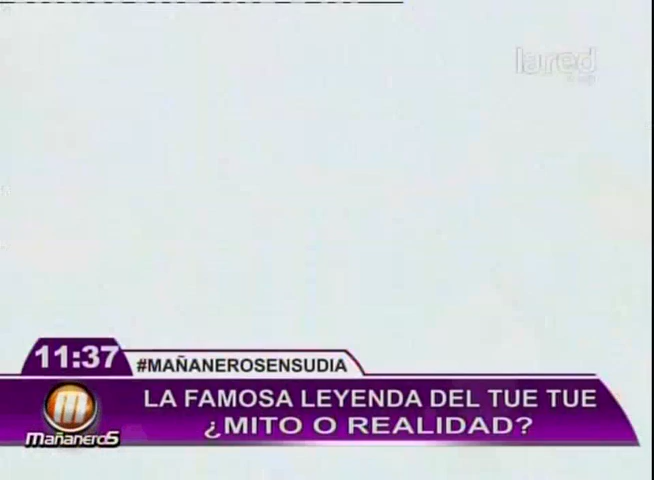 lared
11:37
#MAÑANEROSENSUDIA
LA FAMOSA LEYENDA DEL TUE TUE
¿MITO O REALIDAD?
Mañaneros